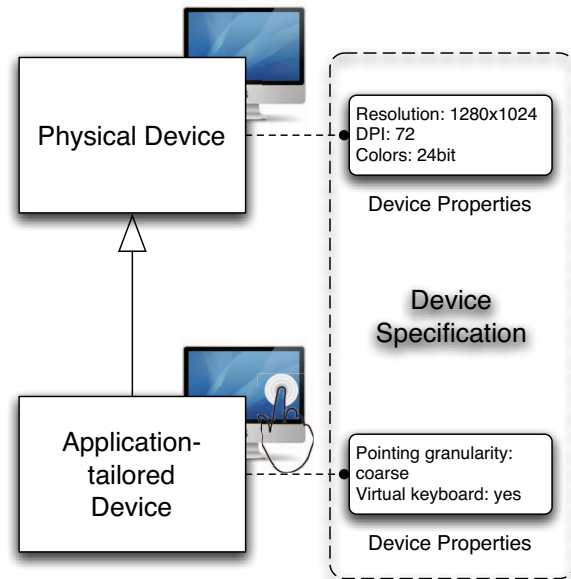 Physical Device
Resolution: 1280x1024
DPI: 72
Colors: 24bit
Device Properties
Device
Specification
Application-
tailored
Device
Pointing granularity:
coarse
Virtual keyboard: yes
Device Properties